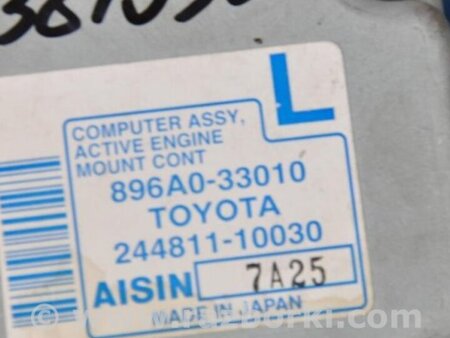 L
COMPUTER ASSY,
ACTIVE ENGINE
MOUNT CONT
896A0-33010
TOYOTA
244811-10030
AISIN 7A25
MADE IN JAPAN